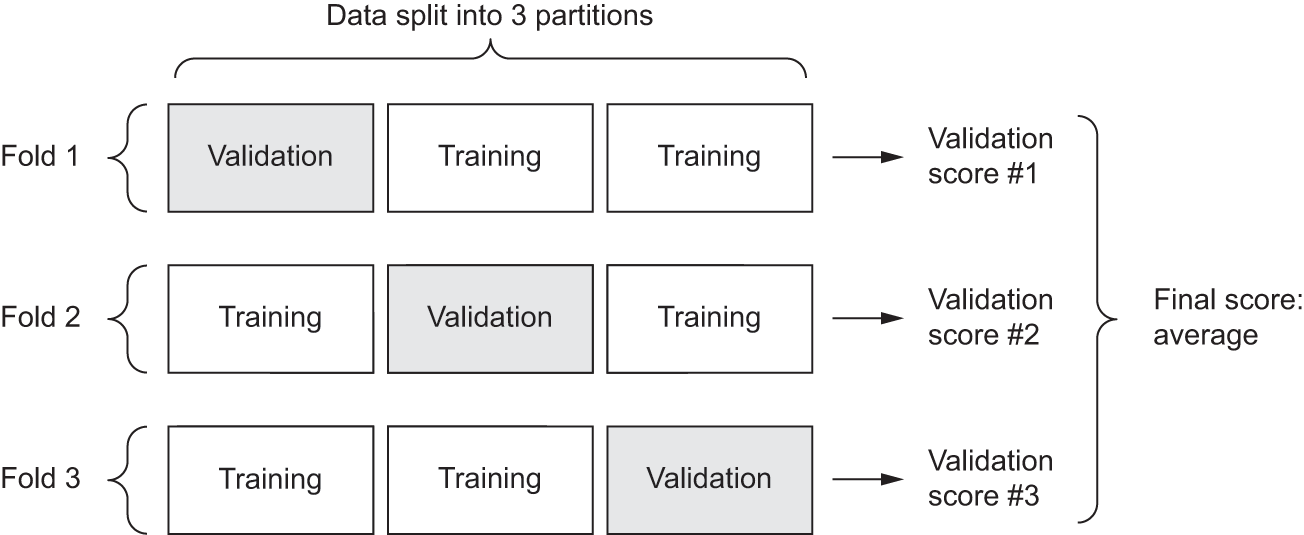 Data split into 3 partitions
Fold 1
Validation
Training
Training
Validation
score #1
Fold 2
Training
Validation
Training
Validation
score #2
Final score:
average
Fold 3
Training
Training
Validation
Validation
score #3